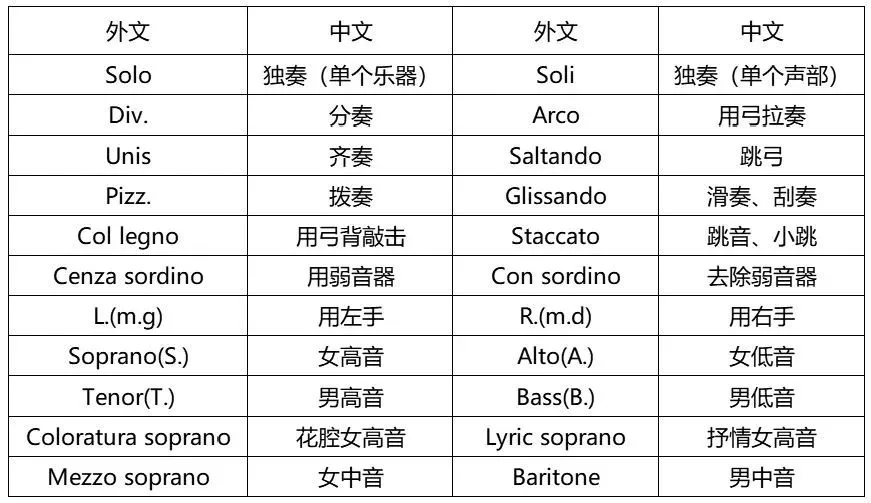 外文 中文 外文 中文
Solo 独奏（单个乐器） Soli 独奏（单个声部）
Div. 分奏 Arco 用弓拉奏
Unis 齐奏 Saltando 跳弓
Pizz. 拨奏 Glissando 滑奏、刮奏
Col legno 用弓背敲击 Staccato 跳音、小跳
Cenza sordino 用弱音器 Con sordino 去除弱音器
L.(m.g) 用左手 R.(m.d) 用右手
Soprano(S.) 女高音 Alto(A.) 女低音
Tenor(T.) 男高音 Bass(B.) 男低音
Coloratura soprano 花腔女高音 Lyric soprano 抒情女高音
Mezzo soprano 女中音 Baritone 男中音